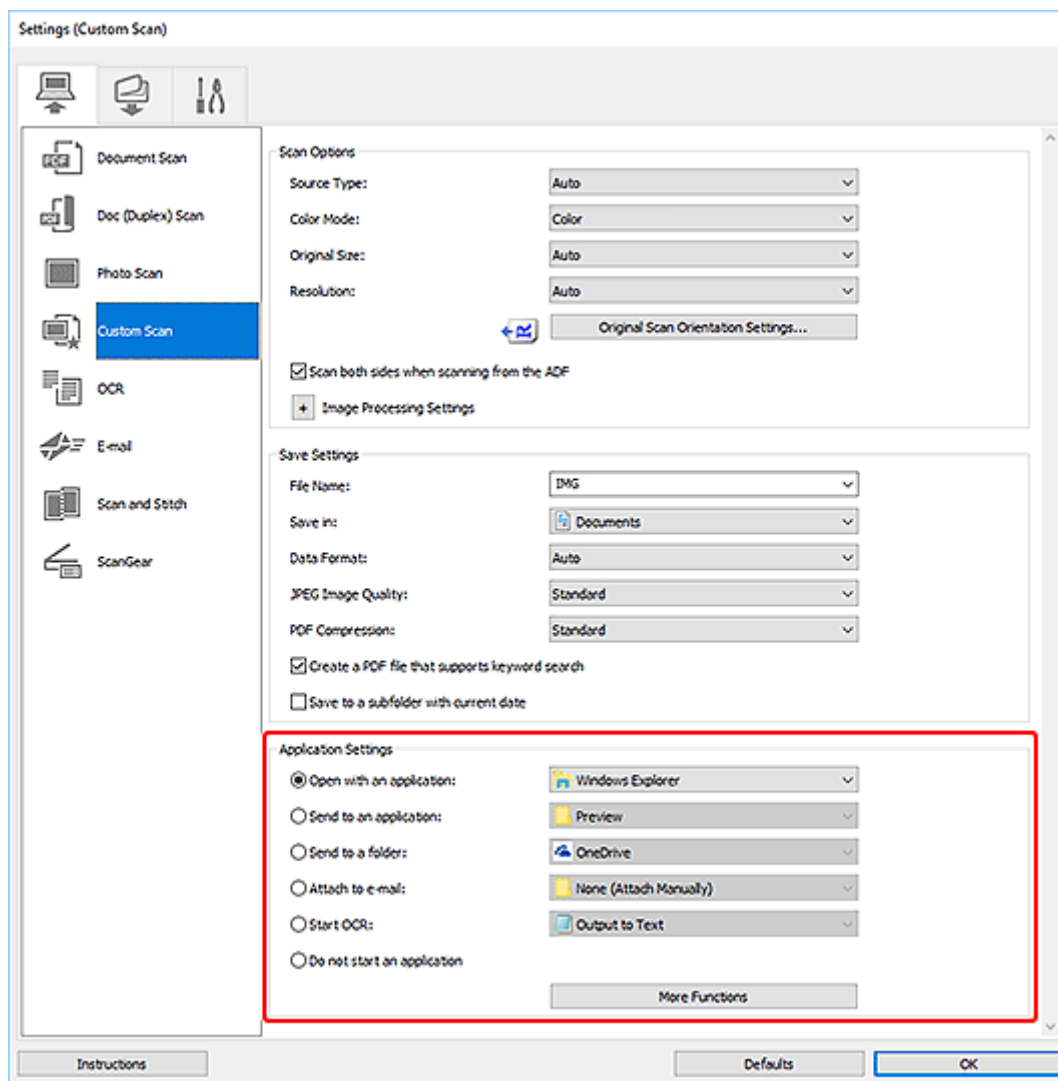 Settings (Custom Scan)
Document Scan
Doc (Duplex) Scan
Photo Scan
Custom Scan
OCR
E-mail
Scan and Stitch
ScanGear
Scan Options
Source Type: Auto
Color Mode: Color
Original Size: Auto
Resolution: Auto
Original Scan Orientation Settings...
Scan both sides when scanning from the ADF
+ Image Processing Settings
Save Settings
File Name: IMG
Save in: Documents
Data Format: Auto
JPEG Image Quality: Standard
PDF Compression: Standard
Create a PDF file that supports keyword search
Save to a subfolder with current date
Application Settings
Open with an application: Windows Explorer
Send to an application: Preview
Send to a folder: OneDrive
Attach to e-mail: None (Attach Manually)
Start OCR: Output to Text
Do not start an application
More Functions
Instructions Defaults OK